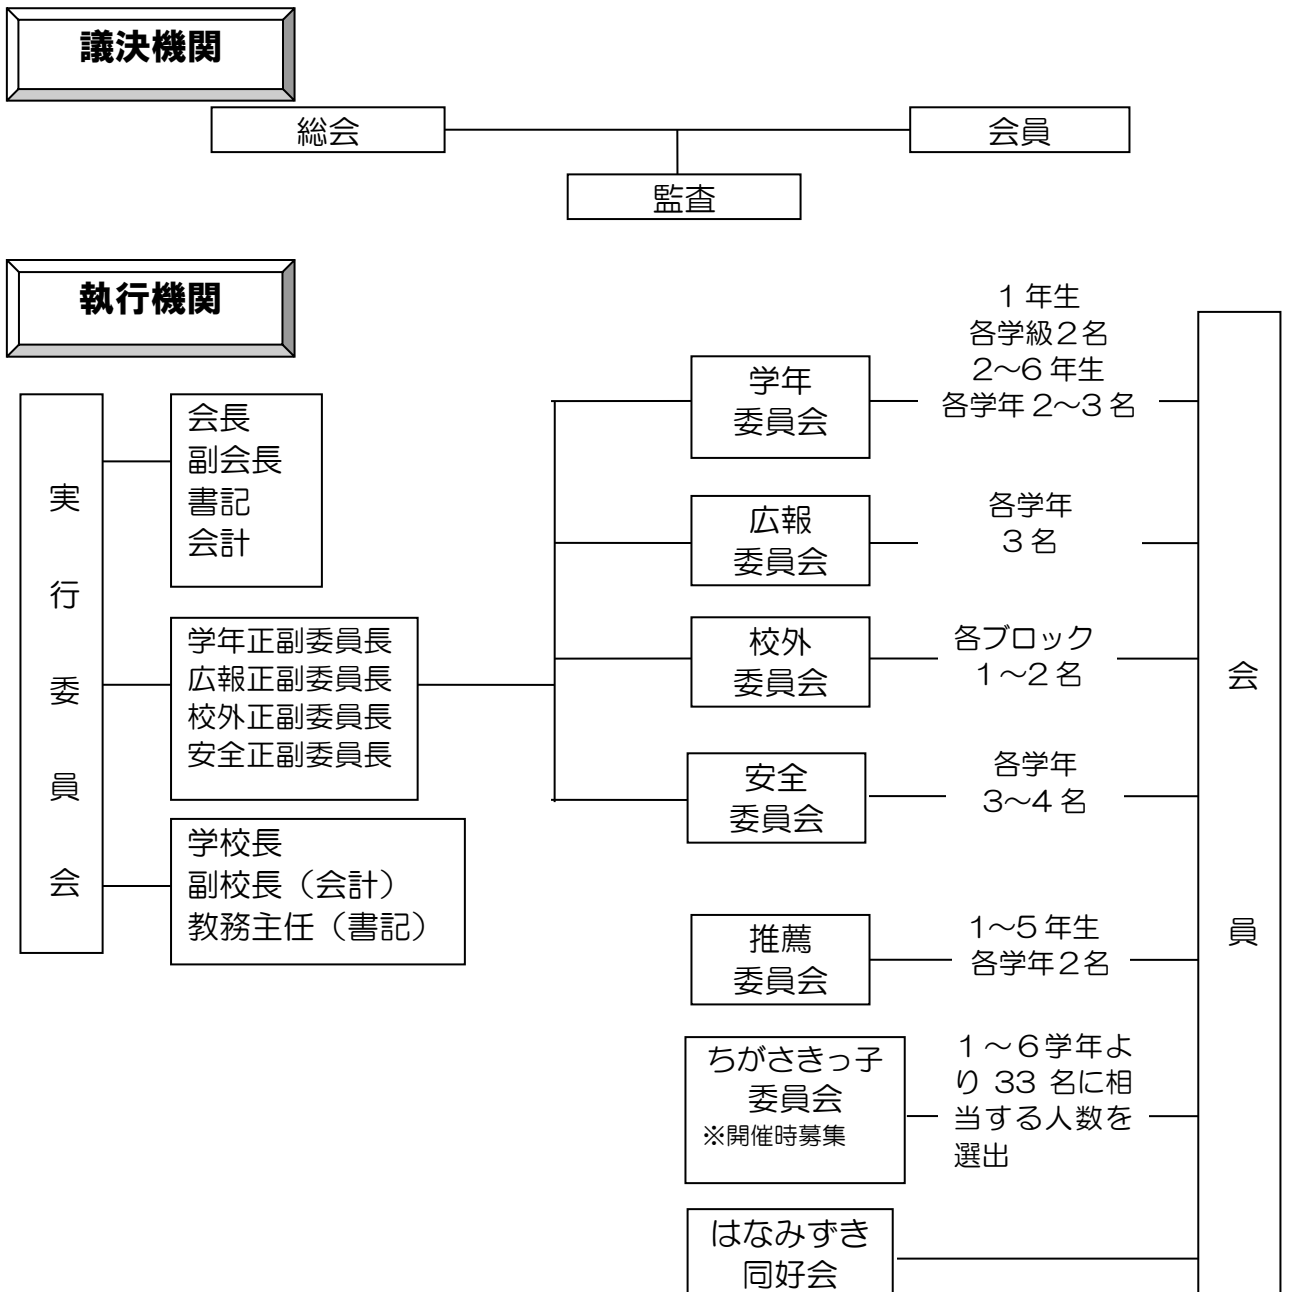 議決機関
総会
会員
監査
執行機関
実行委員会
会長
副会長
書記
会計
学年正副委員長
広報正副委員長
校外正副委員長
安全正副委員長
学校長
副校長（会計）
教務主任（書記）
学年
委員会
1年生
各学級2名
2～6年生
各学年2～3名
広報
委員会
各学年
3名
校外
委員会
各ブロック
1～2名
安全
委員会
各学年
3～4名
推薦
委員会
1～5年生
各学年2名
ちがさきっ子
委員会
※開催時募集
1～6学年よ
り 33 名に相
当する人数を
選出
はなみずき
同好会
会員